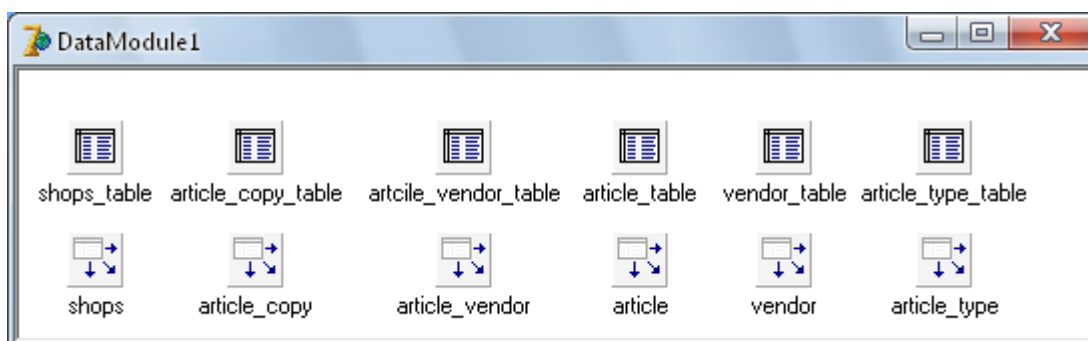 DataModule1
shops_table article_copy_table artcile_vendor_table article_table vendor_table article_type_table
shops article_copy article_vendor article vendor article_type